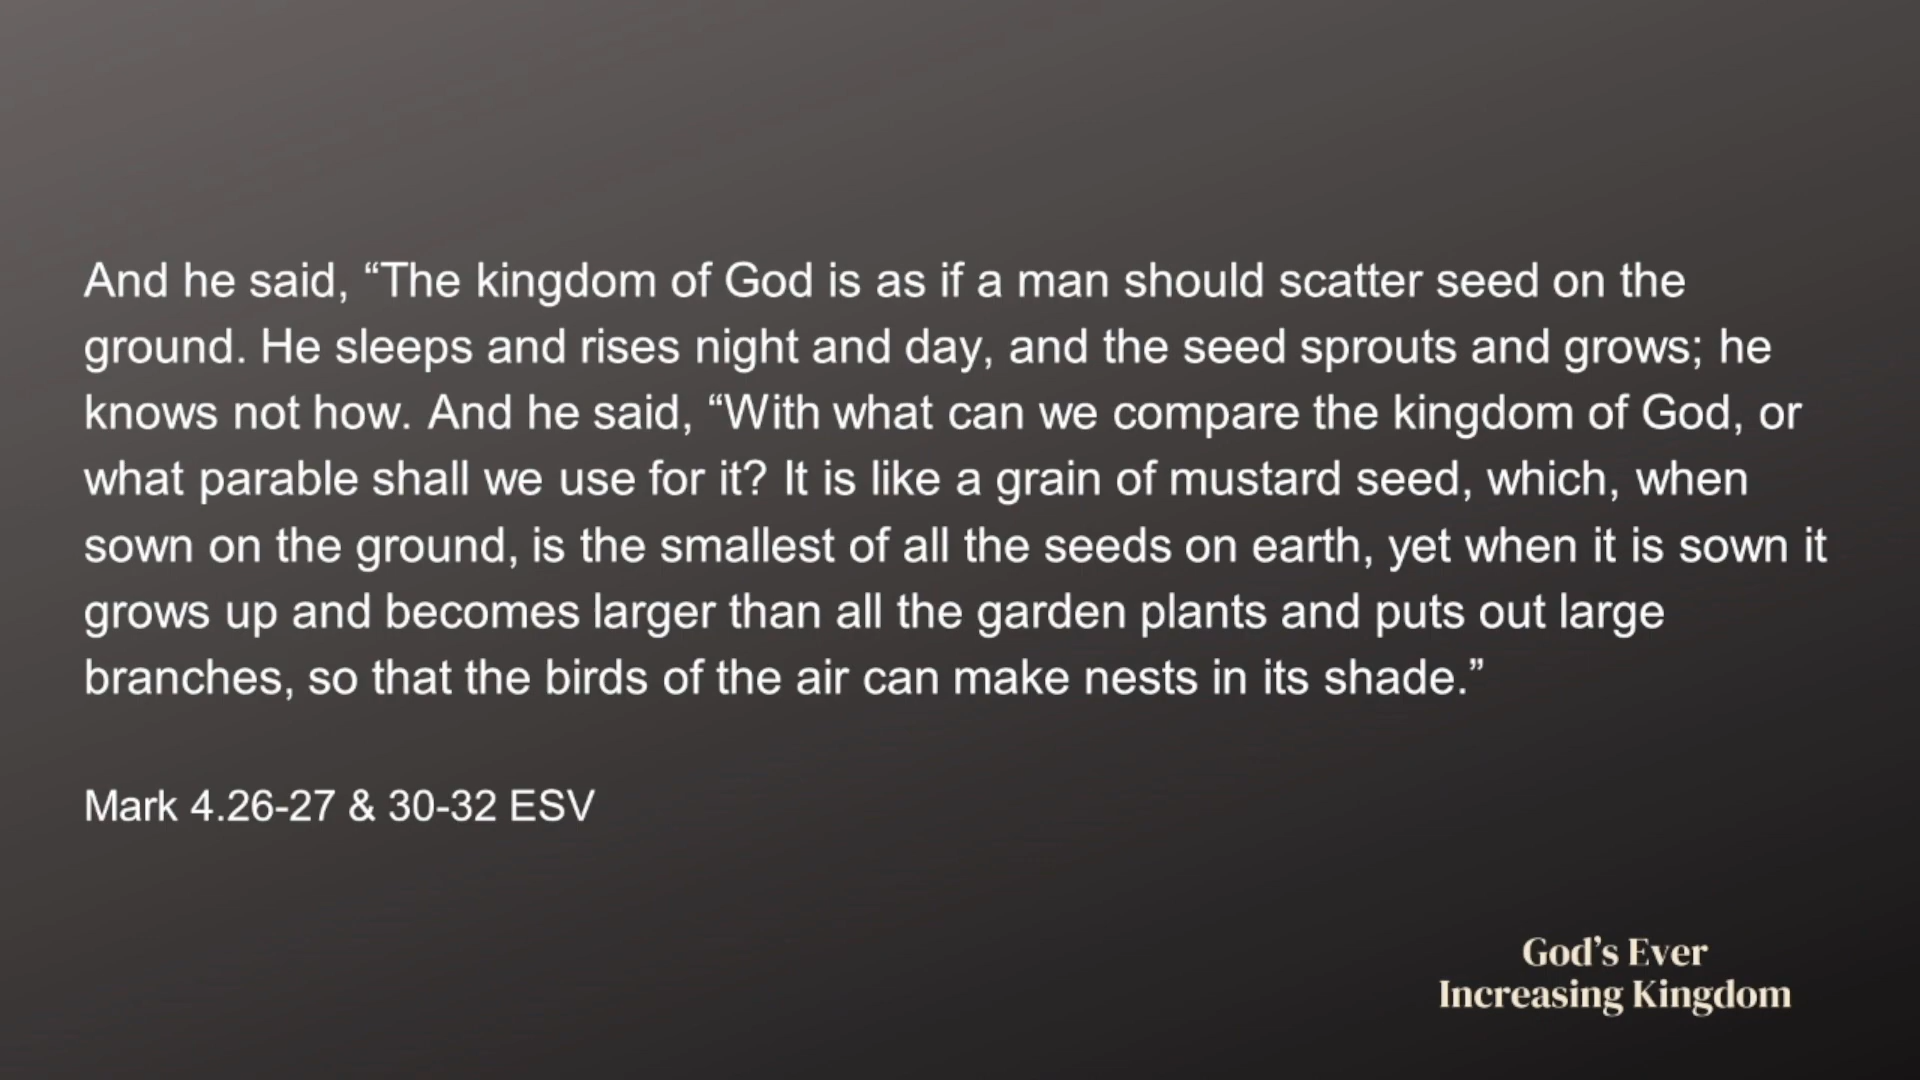 And he said, “The kingdom of God is as if a man should scatter seed on the
ground. He sleeps and rises night and day, and the seed sprouts and grows; he
knows not how. And he said, “With what can we compare the kingdom of God, or
what parable shall we use for it? It is like a grain of mustard seed, which, when
sown on the ground, is the smallest of all the seeds on earth, yet when it is sown it
grows up and becomes larger than all the garden plants and puts out large
branches, so that the birds of the air can make nests in its shade.”
Mark 4.26-27 & 30-32 ESV
God’s Ever
Increasing Kingdom